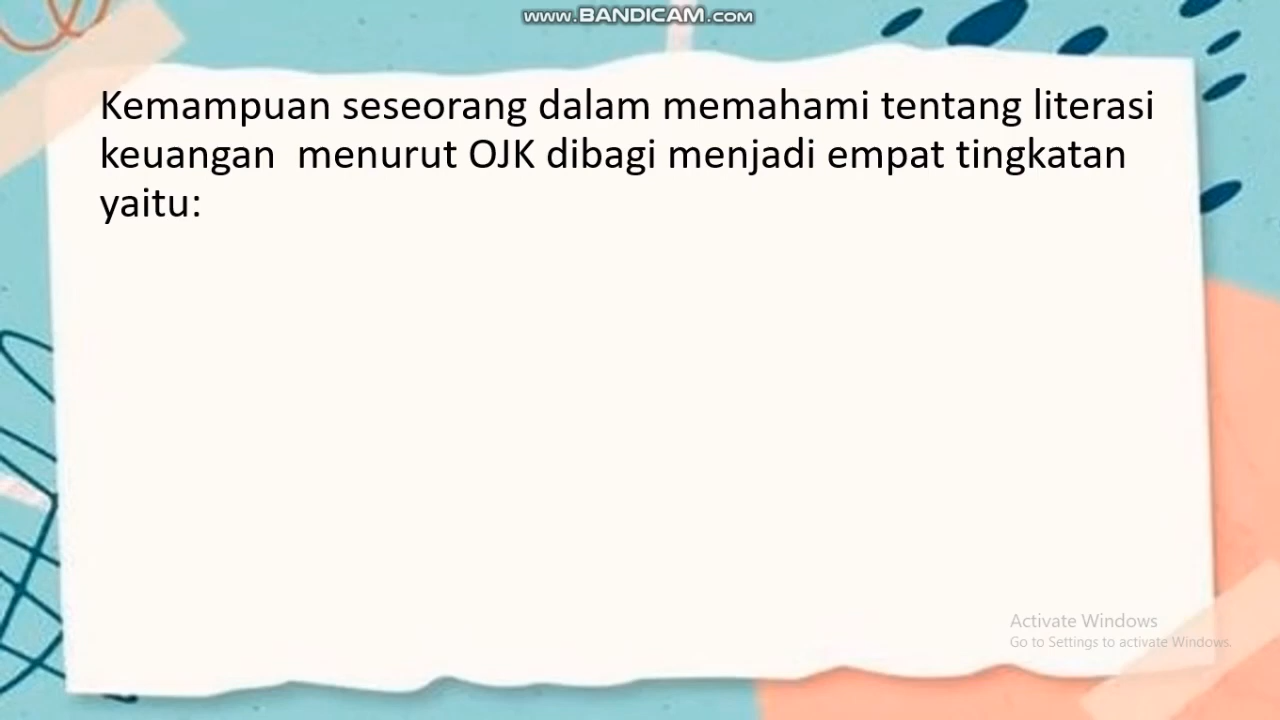 www.BANDICAM.com
Kemampuan seseorang dalam memahami tentang literasi
keuangan  menurut OJK dibagi menjadi empat tingkatan
yaitu:
Activate Windows
Go to Settings to activate Windows.